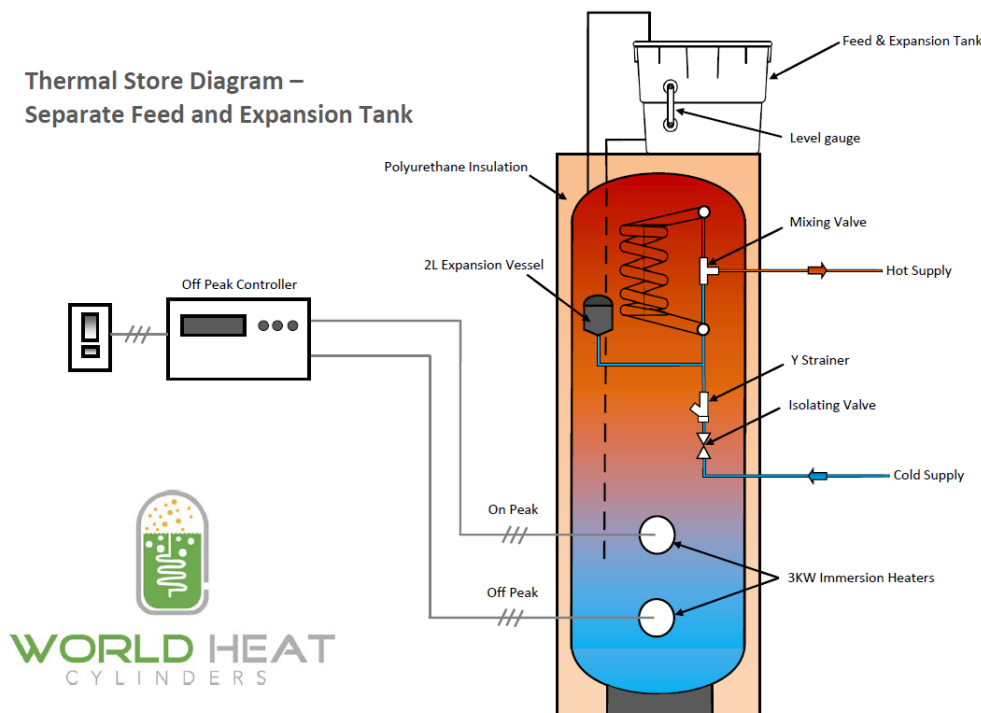 Thermal Store Diagram –
Separate Feed and Expansion Tank
Feed & Expansion Tank
Level gauge
Polyurethane Insulation
Mixing Valve
2L Expansion Vessel
Hot Supply
Off Peak Controller
Y Strainer
Isolating Valve
Cold Supply
On Peak
3KW Immersion Heaters
Off Peak
WORLD HEAT
CYLINDERS